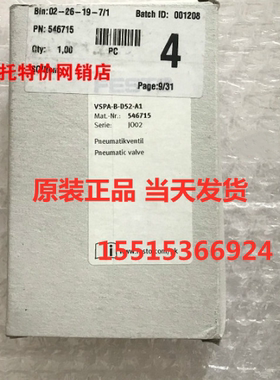 Bin: 02-26-19-7/1
Batch ID: 001208
PN: 546715
Qty: 1,00
PC
4
托特价网销店
Page:9/31
VSPA-B-D52-A1
Mat.-Nr.: 546715
Serie: JO02
Pneumatikventil
Pneumatic valve
原装正品 当天发货
15515366924